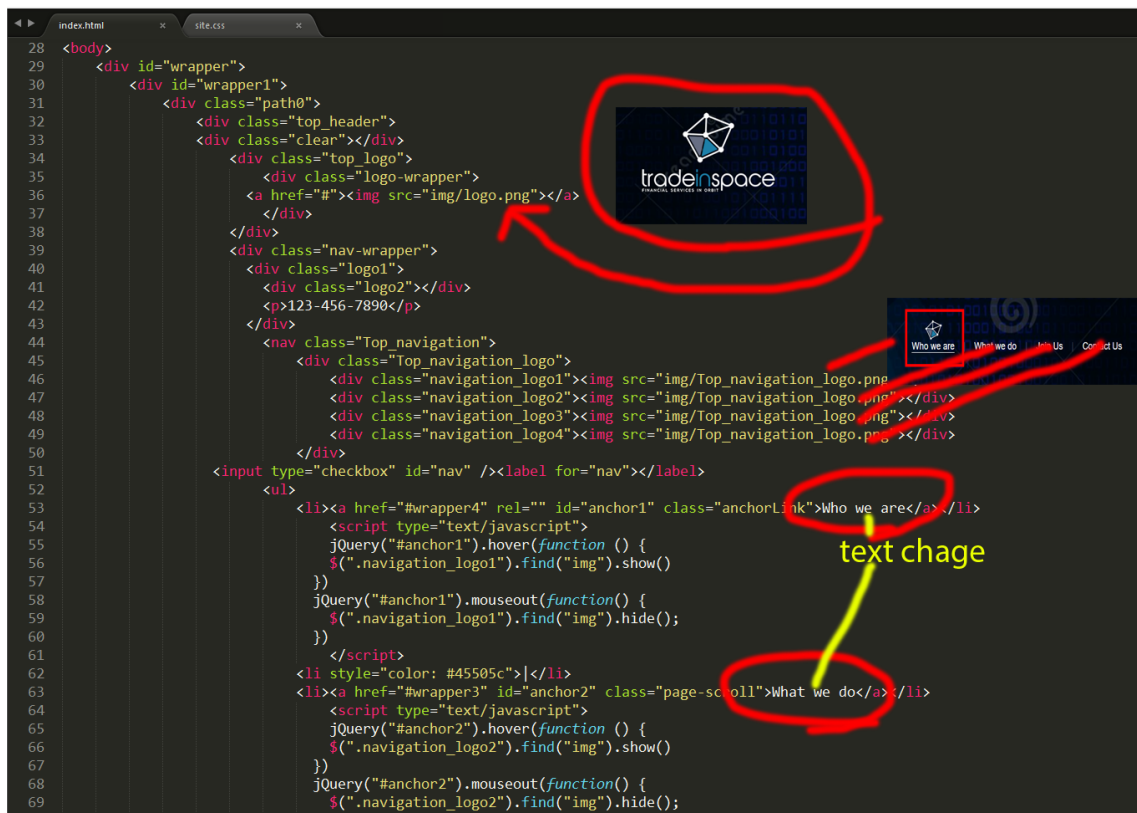 index.html × site.css ×
28 <body>
29 <div id="wrapper">
30 <div id="wrapper1">
31 <div class="path0">
32 <div class="top_header">
33 <div class="clear"></div>
34 <div class="top_logo">
35 <div class="logo-wrapper">
36 <a href="#"><img src="img/logo.png"></a>
37 </div>
38 </div>
39 <div class="nav-wrapper">
40 <div class="logo1">
41 <div class="logo2"></div>
42 <p>123-456-7890</p>
43 </div>
44 <nav class="Top_navigation">
45 <div class="Top_navigation_logo">
46 <div class="navigation_logo1"><img src="img/Top_navigation_logo.png
47 <div class="navigation_logo2"><img src="img/Top_navigation_logo.png"></div>
48 <div class="navigation_logo3"><img src="img/Top_navigation_logo.png"></div>
49 <div class="navigation_logo4"><img src="img/Top_navigation_logo.png"></div>
50 </div>
51 <input type="checkbox" id="nav" /><label for="nav"></label>
52 <ul>
53 <li><a href="#wrapper4" rel="" id="anchor1" class="anchorLink">Who we are</a></li>
54 <script type="text/javascript">
55 jQuery("#anchor1").hover(function () {
56 $(".navigation_logo1").find("img").show()
57 })
58 jQuery("#anchor1").mouseout(function() {
59 $(".navigation_logo1").find("img").hide();
60 })
61 </script>
62 <li style="color: #45505c">|</li>
63 <li><a href="#wrapper3" id="anchor2" class="page-scroll">What we do</a></li>
64 <script type="text/javascript">
65 jQuery("#anchor2").hover(function () {
66 $(".navigation_logo2").find("img").show()
67 })
68 jQuery("#anchor2").mouseout(function() {
69 $(".navigation_logo2").find("img").hide();
tradeinspace
FINANCIAL SERVICES IN ORBIT
Who we are | What we do | Join Us | Contact Us
text chage